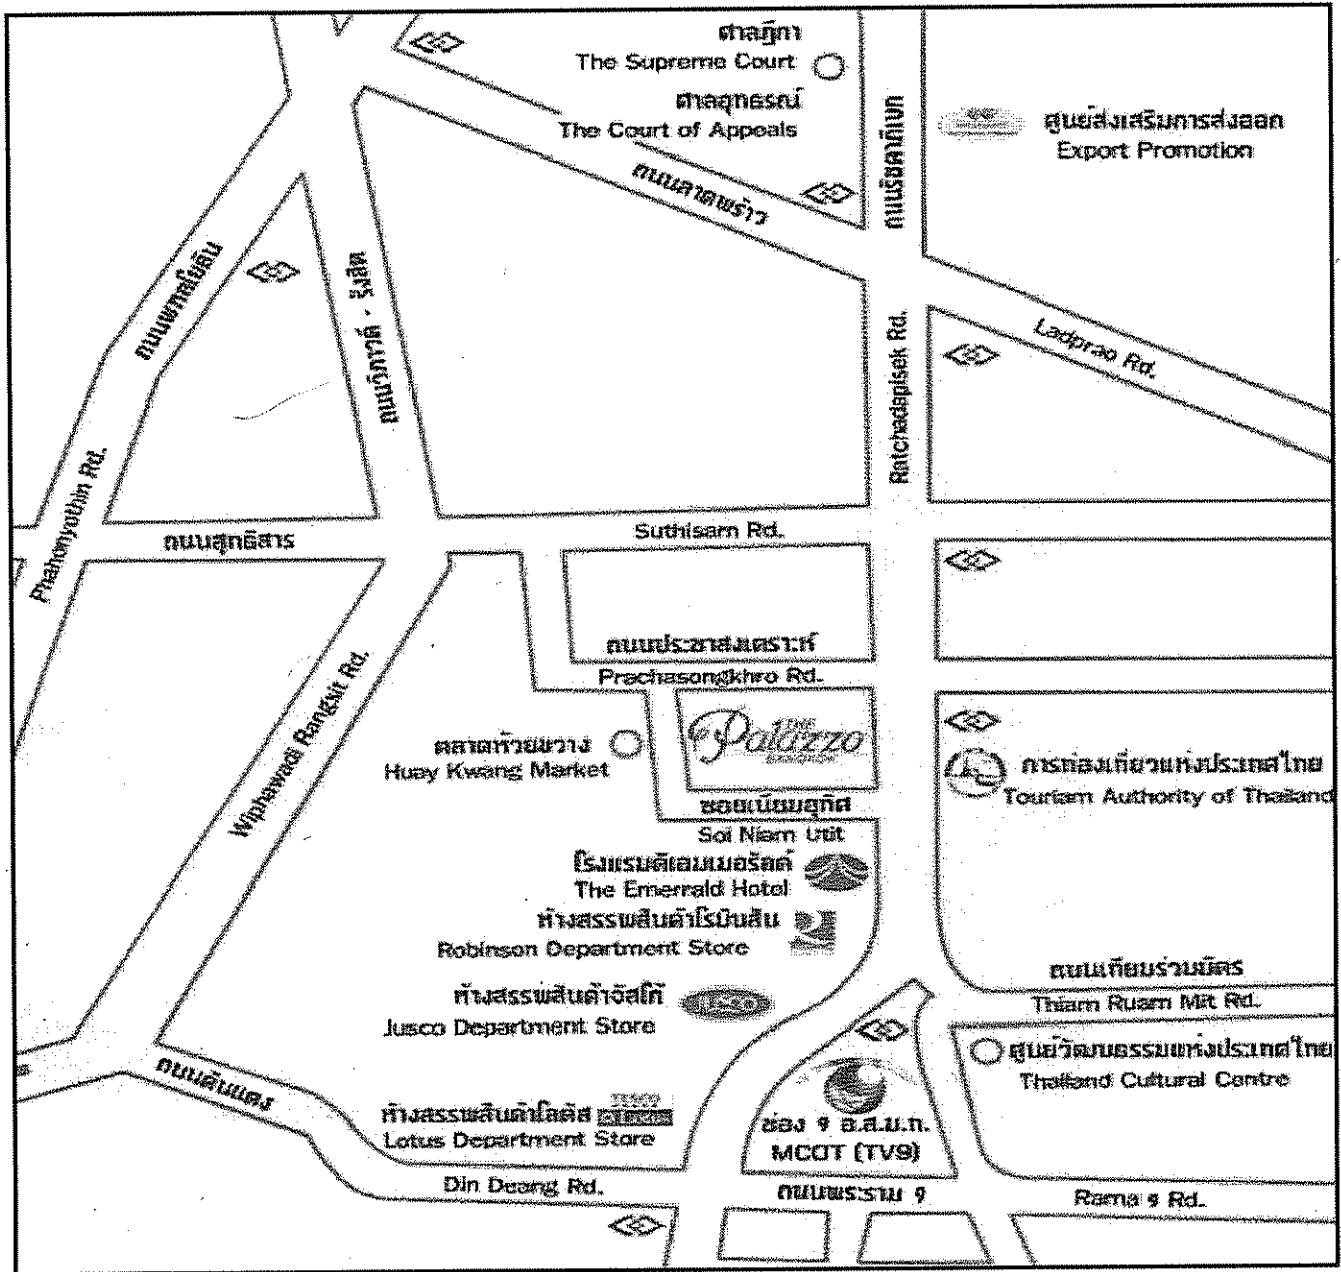 ศาลฎีกา
The Supreme Court
ศาลอุทธรณ์
The Court of Appeals
ถนนรัชดาภิเษก
ศูนย์ส่งเสริมการส่งออก
Export Promotion
ถนนลาดพร้าว
ถนนพหลโยธิน
ถนนวิภาวดี - รังสิต
Ratchadapisek Rd.
Ladprao Rd.
Phahonyothin Rd.
ถนนสุทธิสาร
Suthisarn Rd.
ถนนประชาสงเคราะห์
Prachasongkhro Rd.
Wiphawadi Rangsit Rd.
ตลาดห้วยขวาง
Huay Kwang Market
THE
Palazzo
BANGKOK
การท่องเที่ยวแห่งประเทศไทย
Touriam Authority of Thailand
ซอยเนียมอุทิศ
Soi Niam Utit
โรงแรมดิเอมเมอรัลด์
The Emerrald Hotel
ห้างสรรพสินค้าโรบินสัน
Robinson Department Store
ถนนเทียมร่วมมิตร
Thiam Ruam Mit Rd.
ห้างสรรพสินค้าจัสโก้
JUSCO
Jusco Department Store
ศูนย์วัฒนธรรมแห่งประเทศไทย
Thailand Cultural Centre
ถนนดินแดง
ห้างสรรพสินค้าโลตัส
TESCO
Lotus Department Store
ช่อง 9 อ.ส.ม.ท.
MCOT (TV9)
Din Deang Rd.
ถนนพระราม 9
Rama 9 Rd.